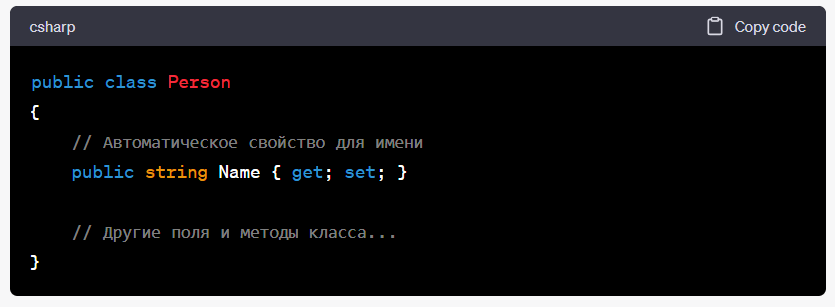 csharp
Copy code
public class Person
{
// Автоматическое свойство для имени
public string Name { get; set; }
// Другие поля и методы класса...
}